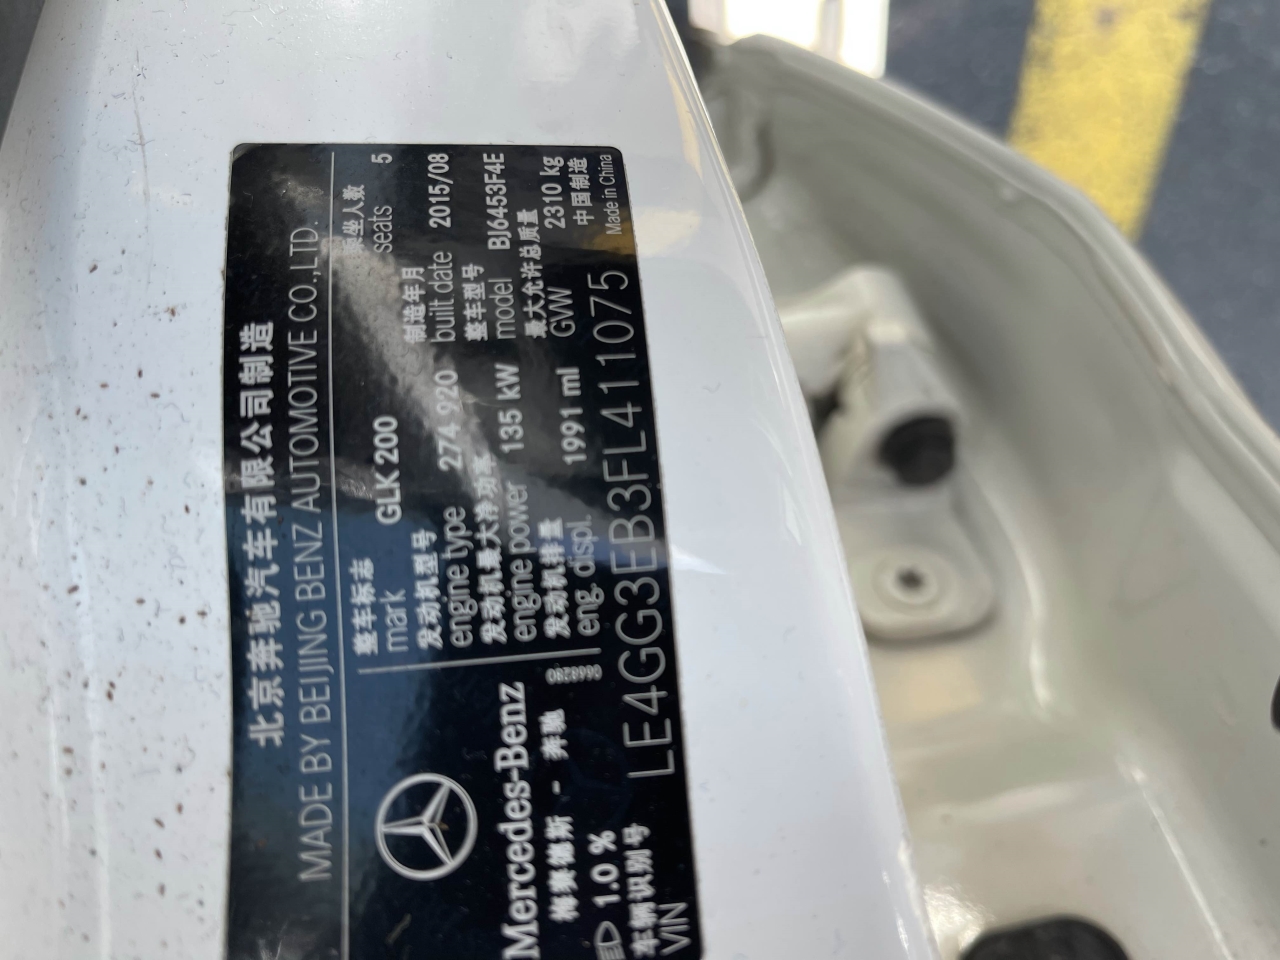 北京奔驰汽车有限公司制造
MADE BY BEIJING BENZ AUTOMOTIVE CO.,LTD.
Mercedes-Benz
梅赛德斯 - 奔驰
1.0 %
整车标志
mark GLK 200
乘坐人数
seats 5
发动机型号
engine type 274 920
制造年月
built date 2015/08
发动机最大净功率
engine power 135 kW
整车型号
model BJ6453F4E
发动机排量
eng. displ. 1991 ml
最大允许总质量
GVW 2310 kg
车辆识别号
VIN LE4GG3EB3FL411075
中国制造
Made in China